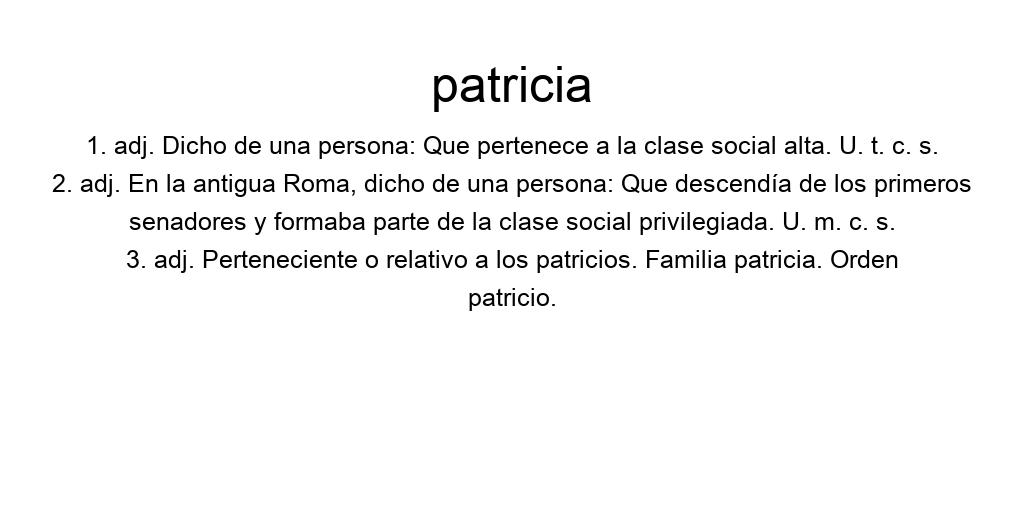 patricia
1. adj. Dicho de una persona: Que pertenece a la clase social alta. U. t. c. s.
2. adj. En la antigua Roma, dicho de una persona: Que descendía de los primeros
senadores y formaba parte de la clase social privilegiada. U. m. c. s.
3. adj. Perteneciente o relativo a los patricios. Familia patricia. Orden
patricio.